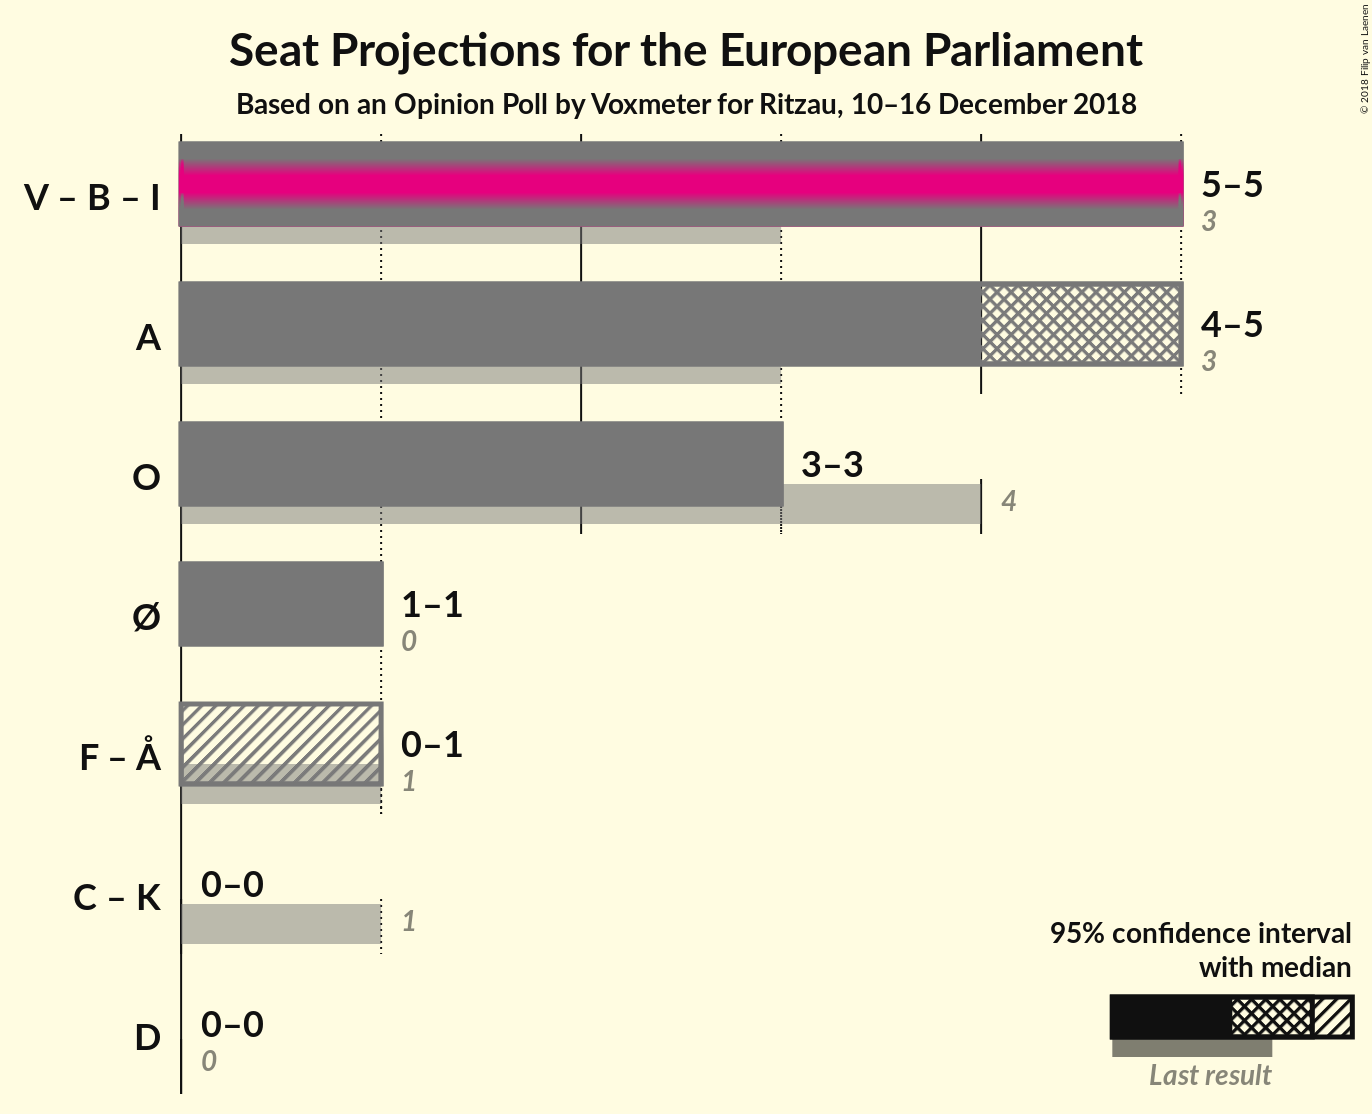 Seat Projections for the European Parliament
Based on an Opinion Poll by Voxmeter for Ritzau, 10–16 December 2018
© 2018 Filip van Laenen
V – B – I
5–5
3
A
4–5
3
O
3–3
4
Ø
1–1
0
F – Å
0–1
1
C – K
0–0
1
D
0–0
0
95% confidence interval
with median
Last result